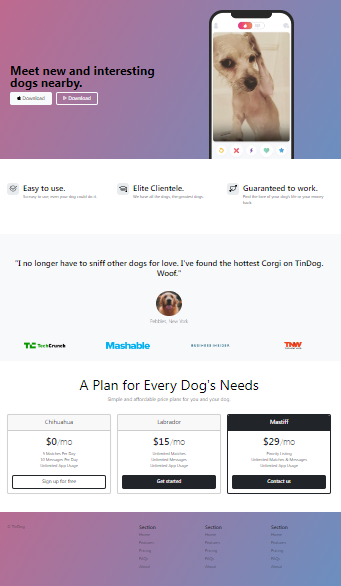 Meet new and interesting
dogs nearby.
Download
Download
Easy to use.
So easy to use, even your dog could do it.
Elite Clientele.
We have all the dogs, the greatest dogs.
Guaranteed to work.
Find the love of your dog's life or your money
back.
"I no longer have to sniff other dogs for love. I've found the hottest Corgi on TinDog.
Woof."
Pebbles, New York
TC TechCrunch
Mashable
BUSINESS INSIDER
TNW
A Plan for Every Dog's Needs
Simple and affordable price plans for you and your dog.
Chihuahua
$0/mo
5 Matches Per Day
10 Messages Per Day
Unlimited App Usage
Sign up for free
Labrador
$15/mo
Unlimited Matches
Unlimited Messages
Unlimited App Usage
Get started
Mastiff
$29/mo
Priority Listing
Unlimited Matches & Messages
Unlimited App Usage
Contact us
Section
Home
Features
Pricing
FAQs
About
Section
Home
Features
Pricing
FAQs
About
Section
Home
Features
Pricing
FAQs
About